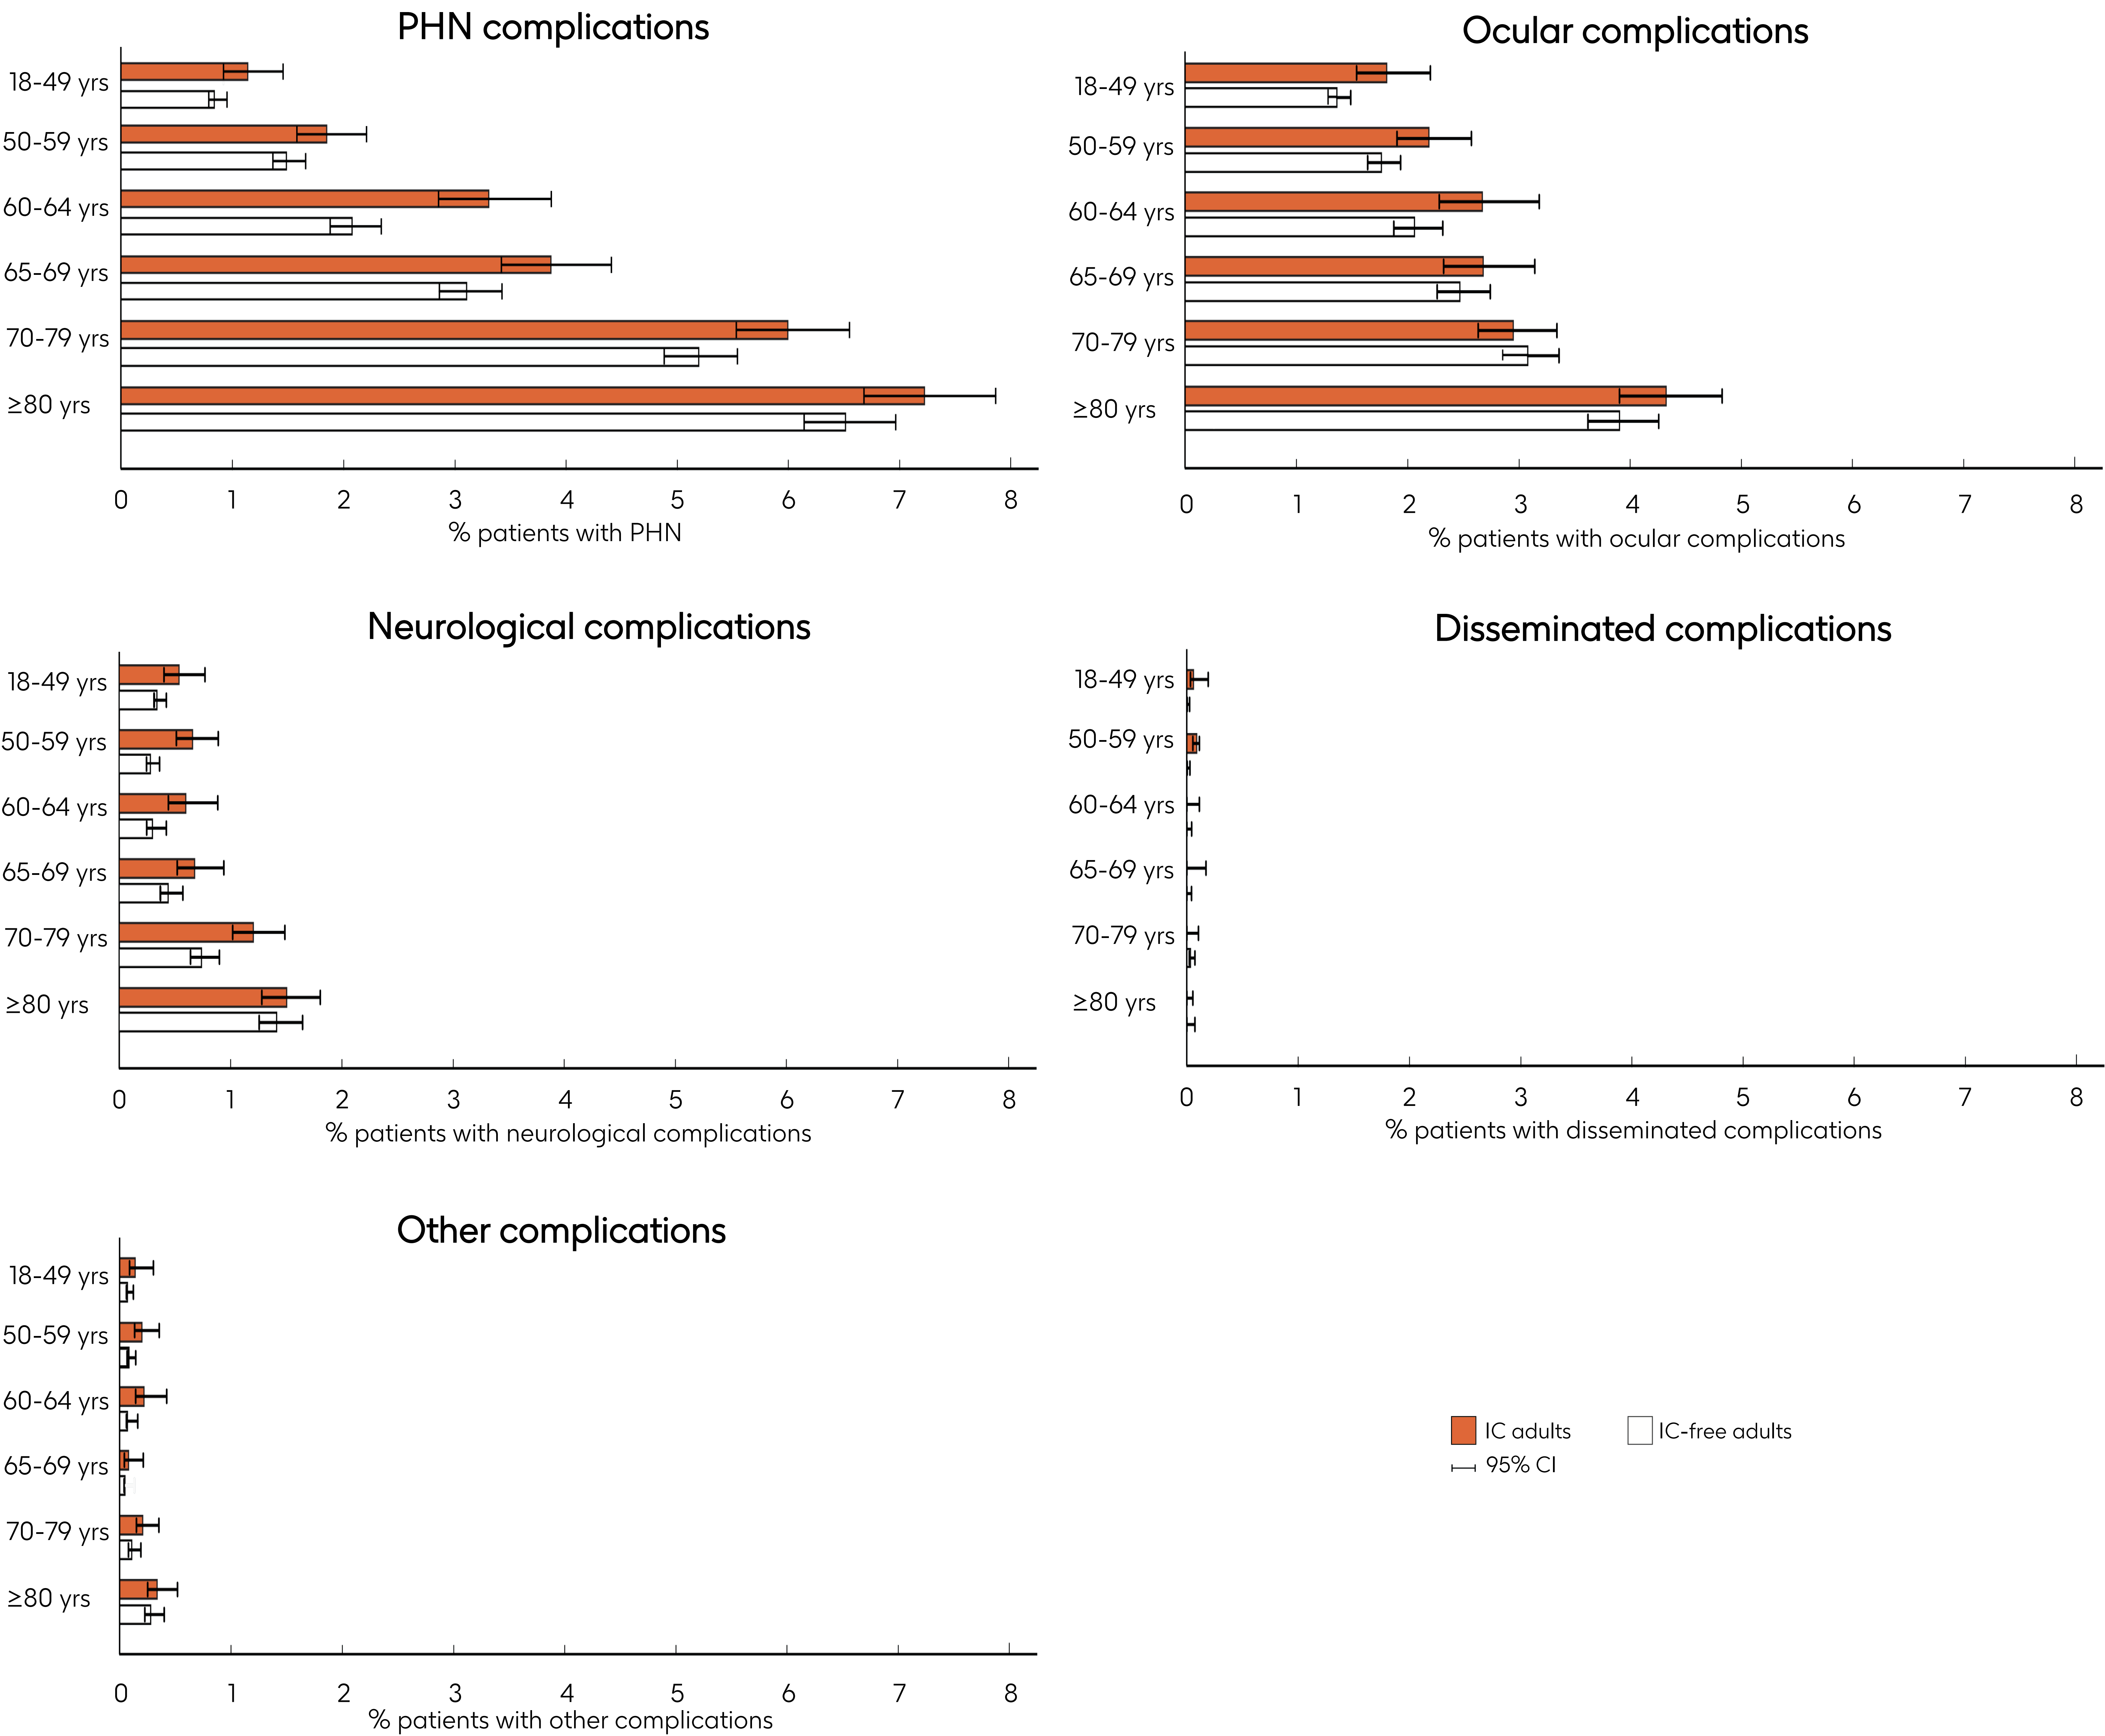 PHN complications
18-49 yrs
50-59 yrs
60-64 yrs
65-69 yrs
70-79 yrs
≥80 yrs
0 1 2 3 4 5 6 7 8
% patients with PHN
Ocular complications
18-49 yrs
50-59 yrs
60-64 yrs
65-69 yrs
70-79 yrs
≥80 yrs
0 1 2 3 4 5 6 7 8
% patients with ocular complications
Neurological complications
18-49 yrs
50-59 yrs
60-64 yrs
65-69 yrs
70-79 yrs
≥80 yrs
0 1 2 3 4 5 6 7 8
% patients with neurological complications
Disseminated complications
18-49 yrs
50-59 yrs
60-64 yrs
65-69 yrs
70-79 yrs
≥80 yrs
0 1 2 3 4 5 6 7 8
% patients with disseminated complications
Other complications
18-49 yrs
50-59 yrs
60-64 yrs
65-69 yrs
70-79 yrs
≥80 yrs
0 1 2 3 4 5 6 7 8
% patients with other complications
IC adults IC-free adults
95% CI